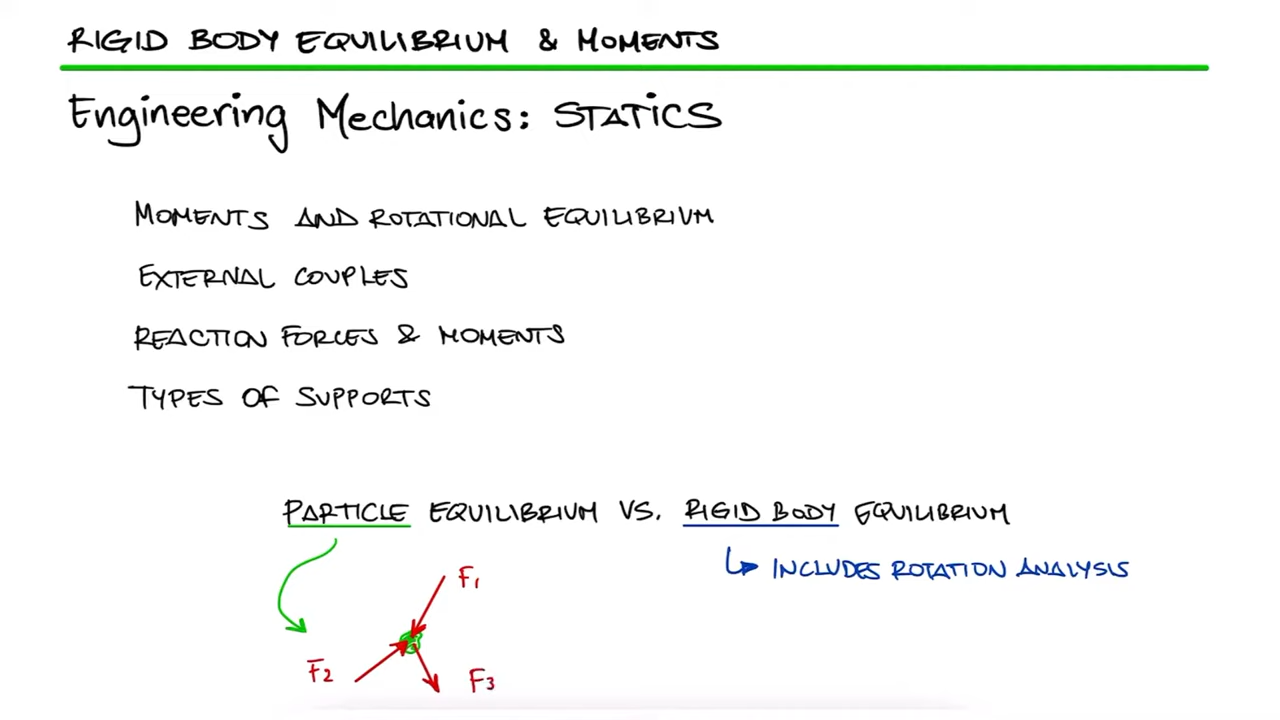 RIGID BODY EQUILIBRIUM & MOMENTS
Engineering Mechanics: STATICS
MOMENTS AND ROTATIONAL EQUILIBRIUM
EXTERNAL COUPLES
REACTION FORCES & MOMENTS
TYPES OF SUPPORTS
PARTICLE EQUILIBRIUM VS. RIGID BODY EQUILIBRIUM
INCLUDES ROTATION ANALYSIS
F1
F2
F3